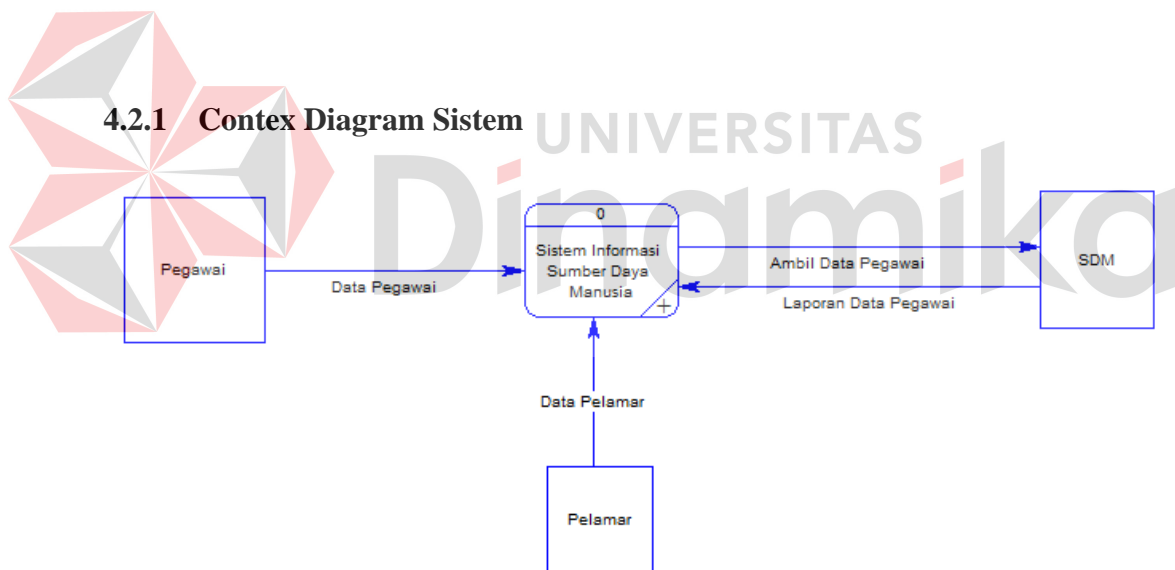 4.2.1 Contex Diagram Sistem
UNIVERSITAS
Dinamika
Pegawai
Data Pegawai
0
Sistem Informasi
Sumber Daya
Manusia
Ambil Data Pegawai
Laporan Data Pegawai
SDM
Data Pelamar
Pelamar